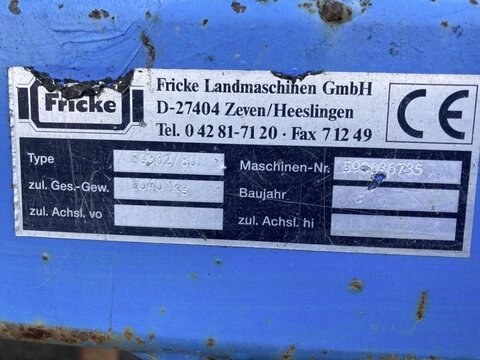 Fricke
Fricke Landmaschinen GmbH
D-27404 Zeven/Heeslingen
Tel. 0 42 81-71 20 · Fax 7 12 49
CE
Type Maschinen-Nr.
zul. Ges.-Gew. Baujahr
zul. Achsl. vo zul. Achsl. hi